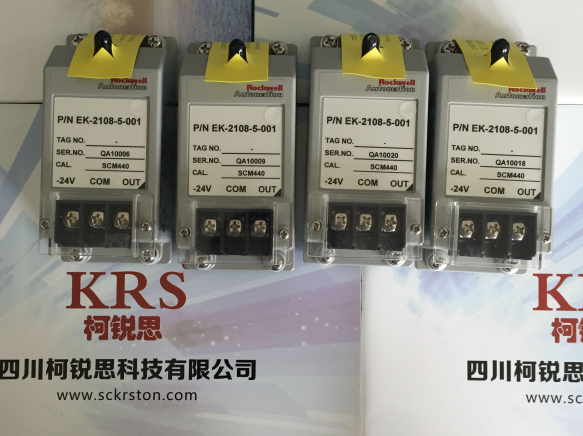 Rockwell
Automation
P/N EK-2108-5-001
TAG NO. -
SER.NO. QA10006
CAL. SCM440
-24V COM OUT
Rockwell
Automation
P/N EK-2108-5-001
TAG NO. -
SER.NO. QA10009
CAL. SCM440
-24V COM OUT
Rockwell
Automation
P/N EK-2108-5-001
TAG NO. -
SER.NO. QA10020
CAL. SCM440
-24V COM OUT
Rockwell
Automation
P/N EK-2108-5-001
TAG NO. -
SER.NO. QA10018
CAL. SCM440
-24V COM OUT
KRS
柯锐思
四川柯锐思科技有限公司
www.sckrston.com
K
柯锐
四川柯锐思
www.sckrs